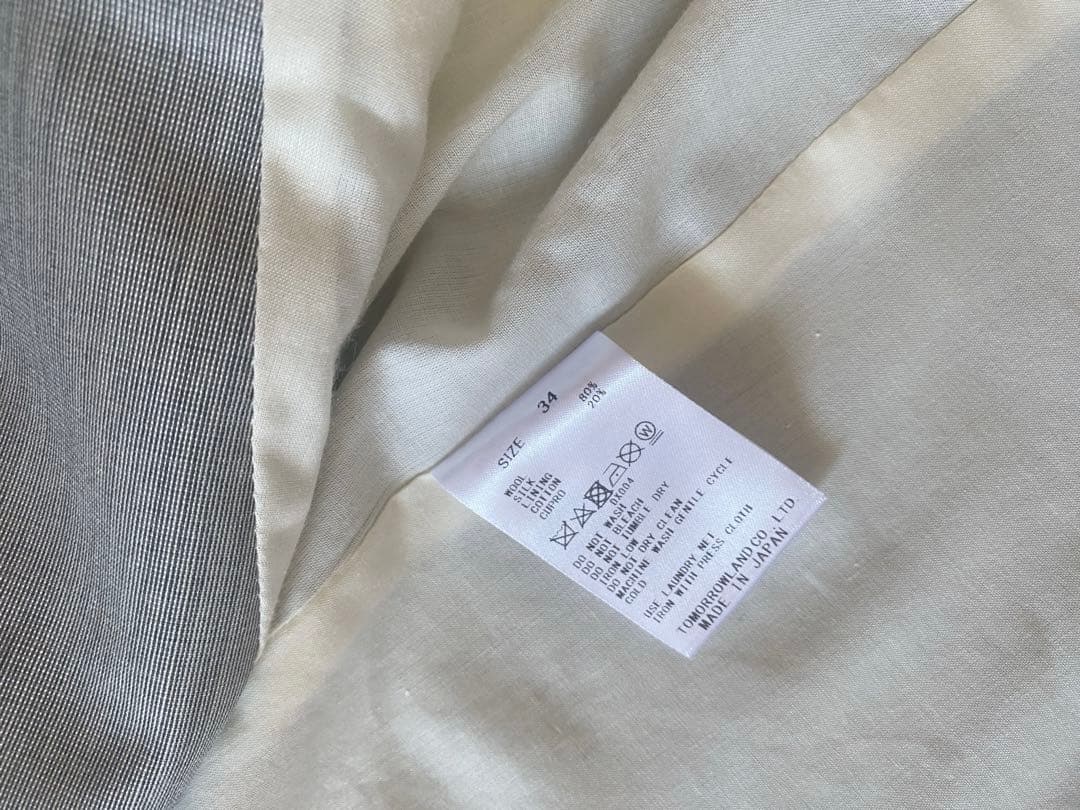 SIZE 34
WOOL 80%
SILK 20%
LINING
COTTON
CUPRO
W
DX004
DO NOT WASH
DO NOT BLEACH
DO NOT TUMBLE DRY
IRON LOW
DO NOT DRY CLEAN
MACHINE WASH GENTLE CYCLE
COLD
USE LAUNDRY NET
IRON WITH PRESS CLOTH
TOMORROWLAND CO., LTD.
MADE IN JAPAN